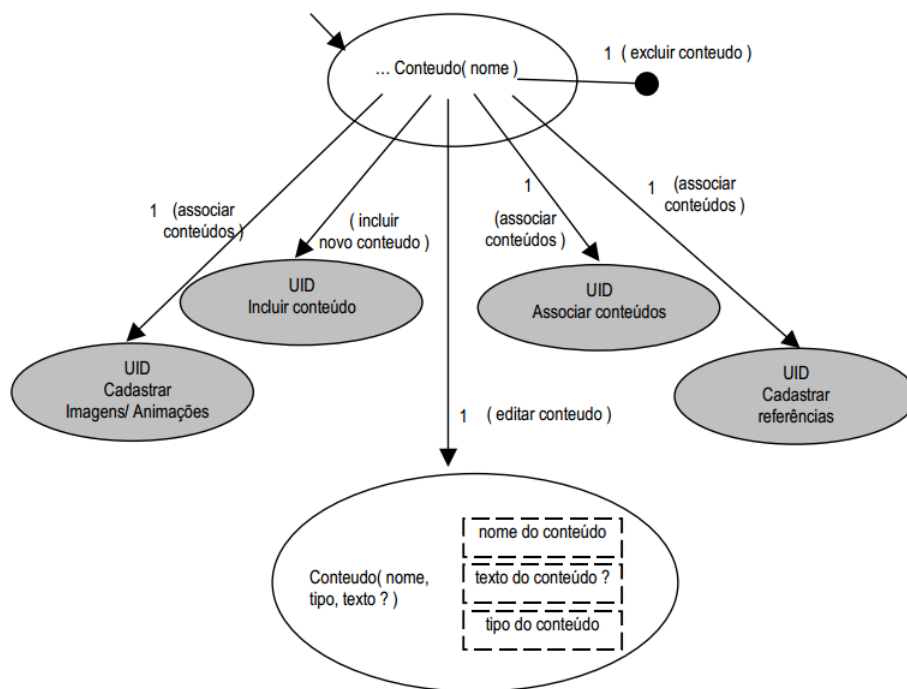 1 ( excluir conteudo )
... Conteudo( nome )
1 (associar
conteúdos )
( incluir
novo conteudo )
1
(associar
conteúdos )
1 (associar
conteúdos )
UID
Incluir conteúdo
UID
Associar conteúdos
UID
Cadastrar
Imagens/ Animações
UID
Cadastrar
referências
1 ( editar conteudo )
nome do conteúdo
Conteudo( nome,
tipo, texto ? )
texto do conteúdo ?
tipo do conteúdo